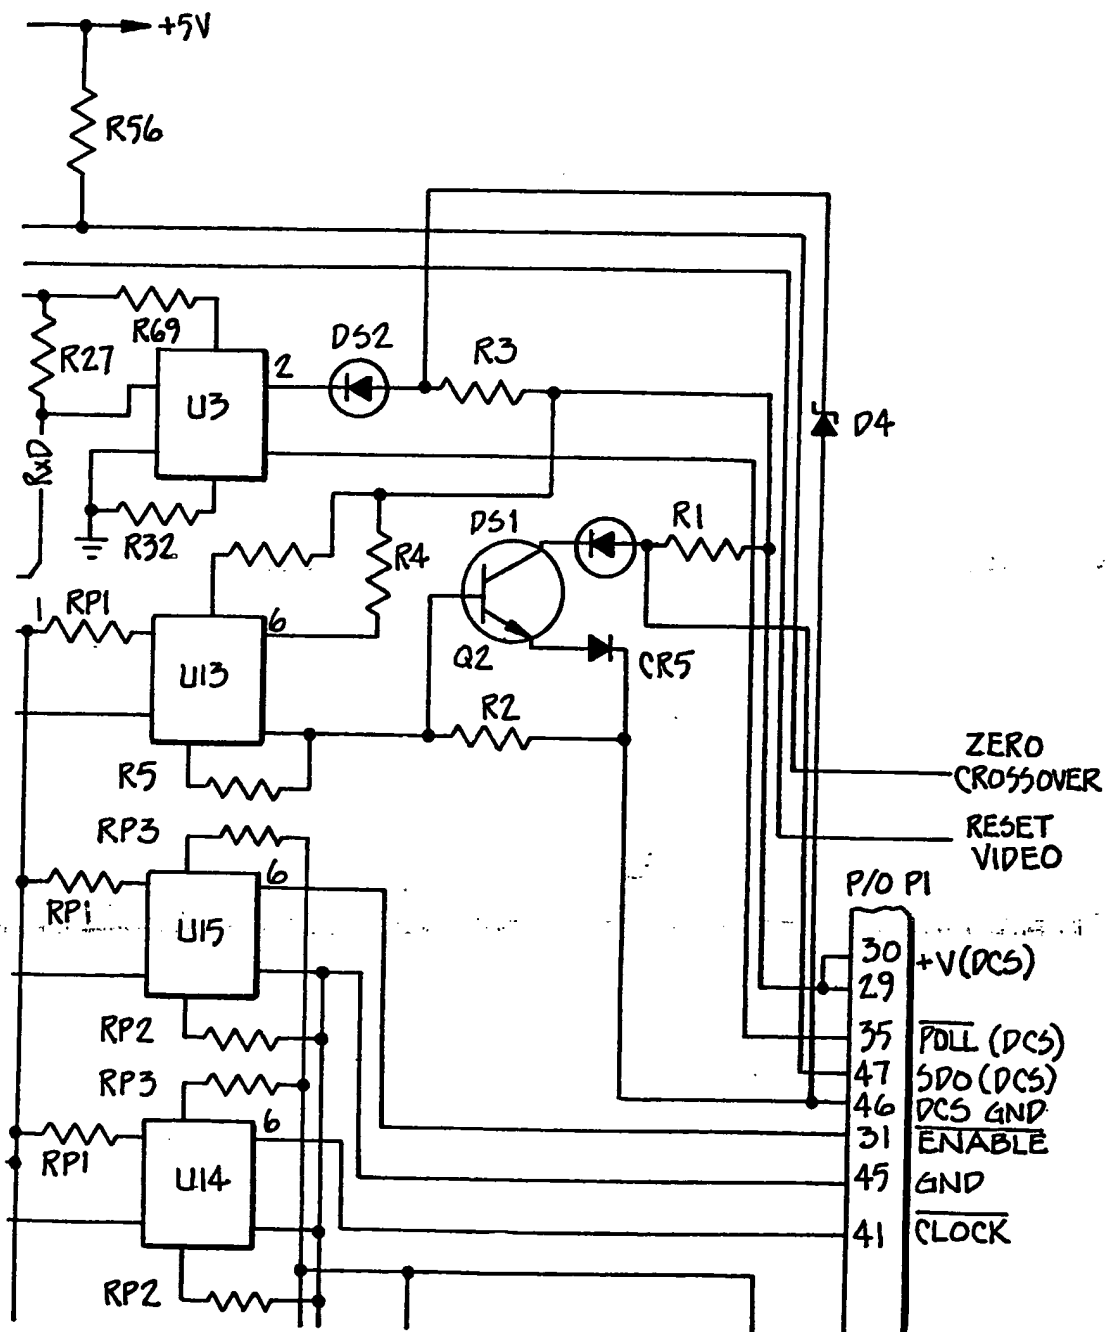 +5V
R56
R69
DS2
R3
R27
2
U3
D4
RxD
DS1
R1
R32
R4
1
RP1
6
Q2
CR5
U13
R2
R5
ZERO
CROSSOVER
RP3
RESET
VIDEO
6
P/O P1
RP1
U15
30
+V(DCS)
29
RP2
35
POLL (DCS)
RP3
47
SDO (DCS)
46
DCS GND
6
31
ENABLE
RP1
U14
45
GND
41
CLOCK
RP2